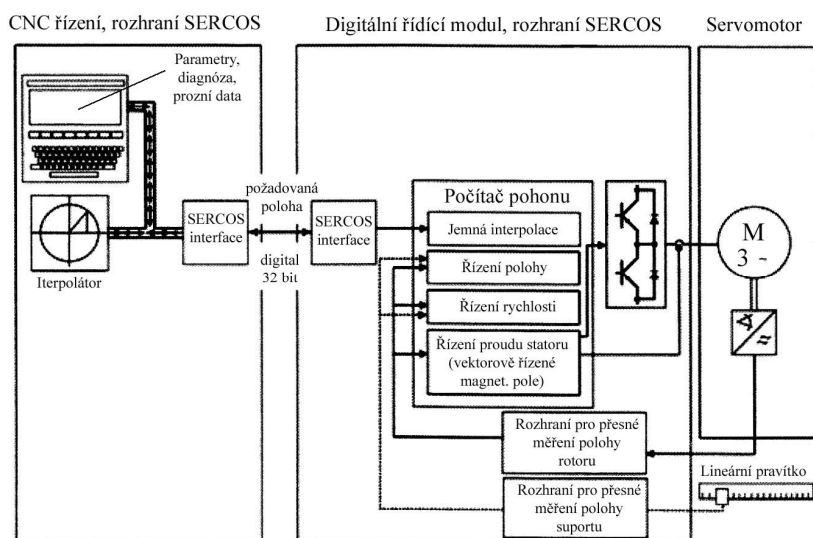 CNC řízení, rozhraní SERCOS
Digitální řídící modul, rozhraní SERCOS
Servomotor
Parametry,
diagnóza,
prozní data
SERCOS
interface
Iterpolátor
požadovaná
poloha
digital
32 bit
SERCOS
interface
Počítač pohonu
Jemná interpolace
Řízení polohy
Řízení rychlosti
Řízení proudu statoru
(vektorově řízené
magnet. pole)
M
3 ~
Rozhraní pro přesné
měření polohy
rotoru
Rozhraní pro přesné
měření polohy
suportu
Lineární pravítko